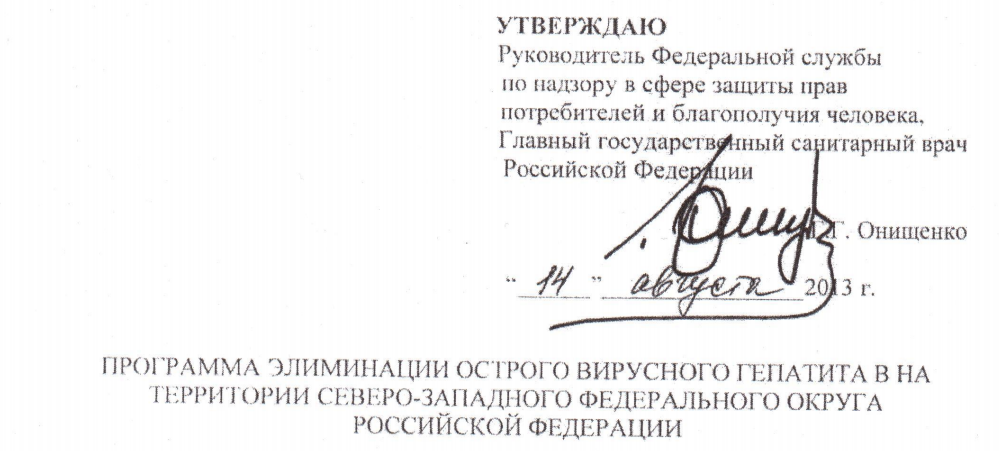 УТВЕРЖДАЮ
Руководитель Федеральной службы
по надзору в сфере защиты прав
потребителей и благополучия человека,
Главный государственный санитарный врач
Российской Федерации
Г.Г. Онищенко
“ 14 ” августа 2013 г.
ПРОГРАММА ЭЛИМИНАЦИИ ОСТРОГО ВИРУСНОГО ГЕПАТИТА В НА
ТЕРРИТОРИИ СЕВЕРО-ЗАПАДНОГО ФЕДЕРАЛЬНОГО ОКРУГА
РОССИЙСКОЙ ФЕДЕРАЦИИ